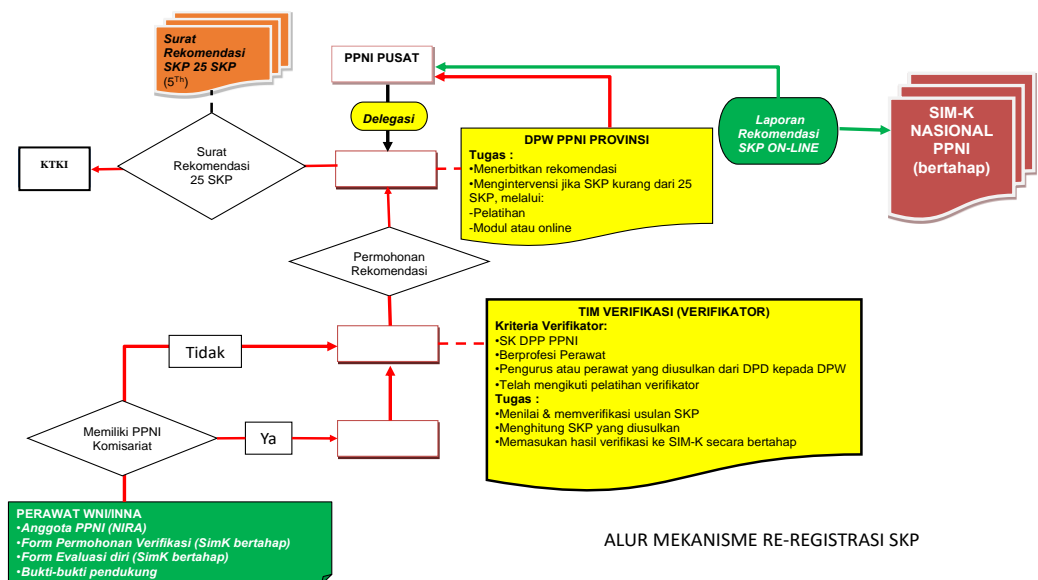 Surat
Rekomendasi
SKP 25 SKP
(5Th)
PPNI PUSAT
Delegasi
Laporan
Rekomendasi
SKP ON-LINE
SIM-K
NASIONAL
PPNI
(bertahap)
KTKI
Surat
Rekomendasi
25 SKP
DPW PPNI PROVINSI
Tugas :
•Menerbitkan rekomendasi
•Mengintervensi jika SKP kurang dari 25
SKP, melalui:
-Pelatihan
-Modul atau online
Permohonan
Rekomendasi
TIM VERIFIKASI (VERIFIKATOR)
Kriteria Verifikator:
•SK DPP PPNI
•Berprofesi Perawat
•Pengurus atau perawat yang diusulkan dari DPD kepada DPW
•Telah mengikuti pelatihan verifikator
Tugas :
•Menilai & memverifikasi usulan SKP
•Menghitung SKP yang diusulkan
•Memasukan hasil verifikasi ke SIM-K secara bertahap
Tidak
Memiliki PPNI
Komisariat
Ya
PERAWAT WNI/INNA
•Anggota PPNI (NIRA)
•Form Permohonan Verifikasi (SimK bertahap)
•Form Evaluasi diri (SimK bertahap)
•Bukti-bukti pendukung
ALUR MEKANISME RE-REGISTRASI SKP